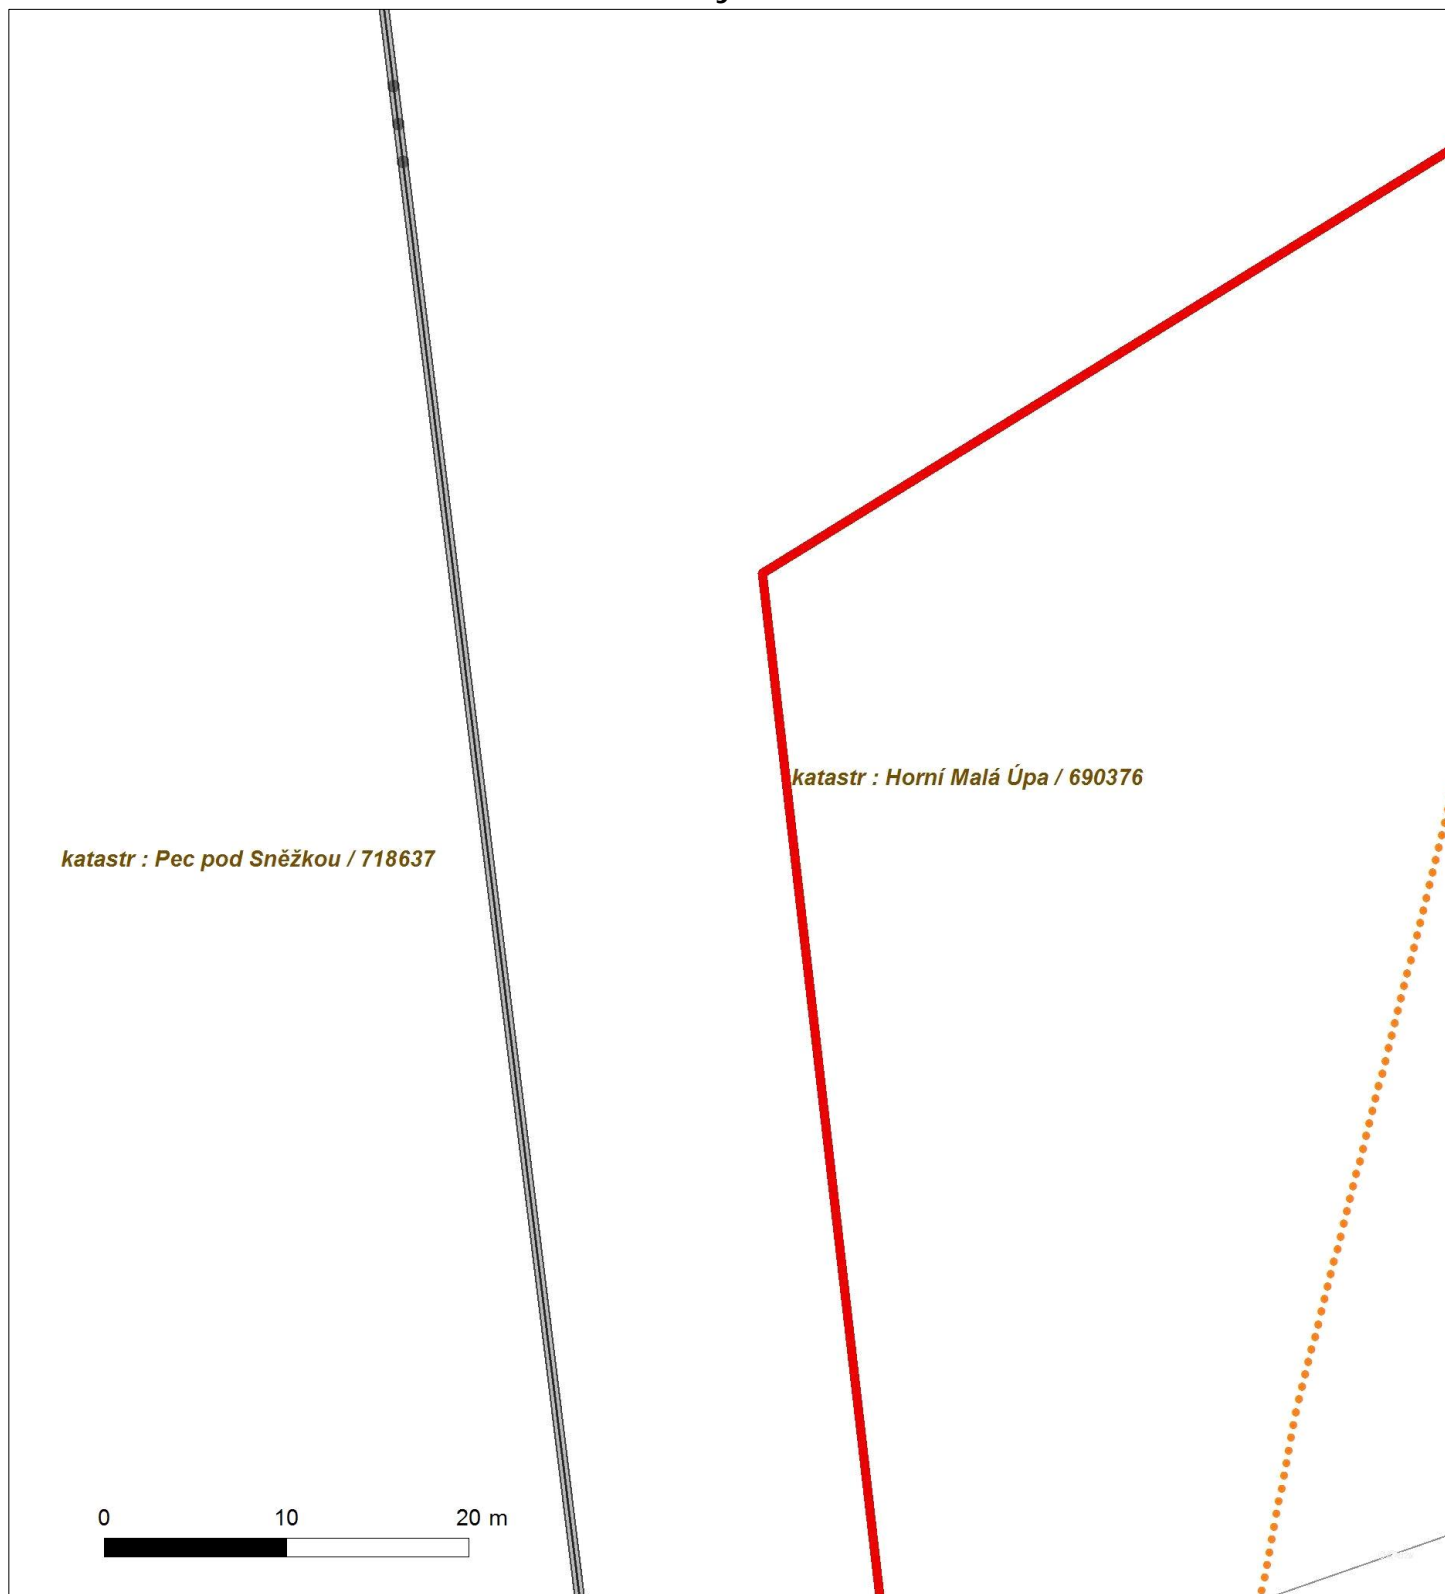 katastr : Horní Malá Úpa / 690376
katastr : Pec pod Sněžkou / 718637
0 10 20 m